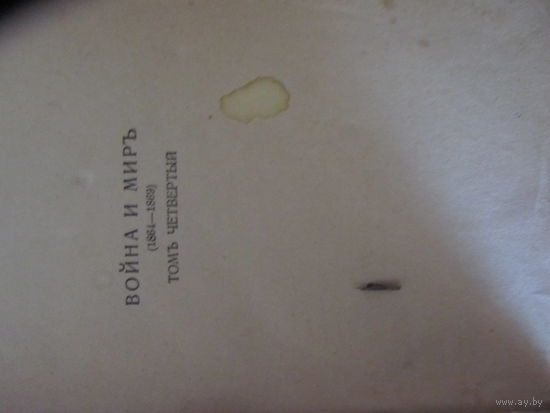 ВОЙНА И МИРЪ
(1864—1869)
ТОМЪ ЧЕТВЕРТЫЙ
www.ay.by